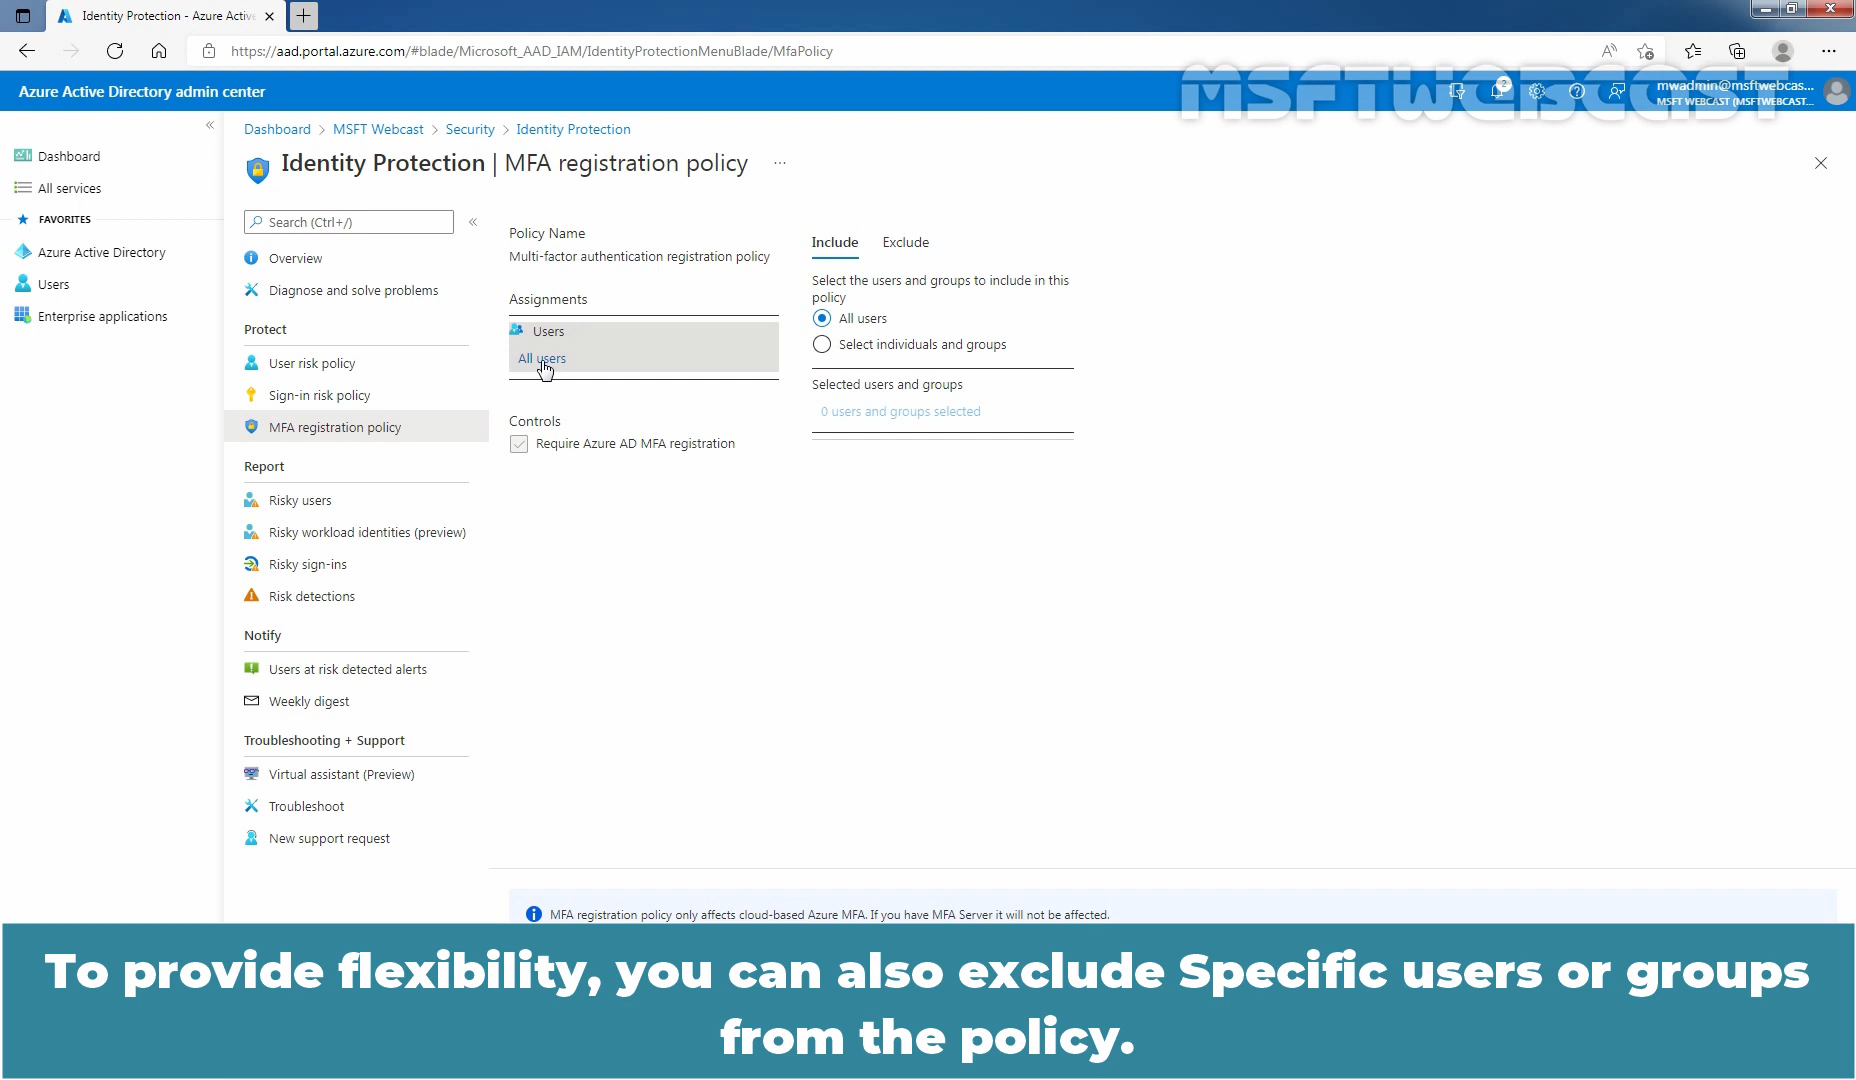 Identity Protection - Azure Active
https://aad.portal.azure.com/#blade/Microsoft_AAD_IAM/IdentityProtectionMenuBlade/MfaPolicy
MSFTWEBCAST
Azure Active Directory admin center
2
mwadmin@msftwebcas...
MSFT WEBCAST (MSFTWEBCAST....
Dashboard > MSFT Webcast > Security > Identity Protection
Identity Protection | MFA registration policy ...
Dashboard
All services
FAVORITES
Azure Active Directory
Users
Enterprise applications
Search (Ctrl+/)
Overview
Diagnose and solve problems
Protect
User risk policy
Sign-in risk policy
MFA registration policy
Report
Risky users
Risky workload identities (preview)
Risky sign-ins
Risk detections
Notify
Users at risk detected alerts
Weekly digest
Troubleshooting + Support
Virtual assistant (Preview)
Troubleshoot
New support request
Policy Name
Multi-factor authentication registration policy
Assignments
Users
All users
Controls
Require Azure AD MFA registration
Include Exclude
Select the users and groups to include in this
policy
All users
Select individuals and groups
Selected users and groups
0 users and groups selected
MFA registration policy only affects cloud-based Azure MFA. If you have MFA Server it will not be affected.
To provide flexibility, you can also exclude Specific users or groups
from the policy.